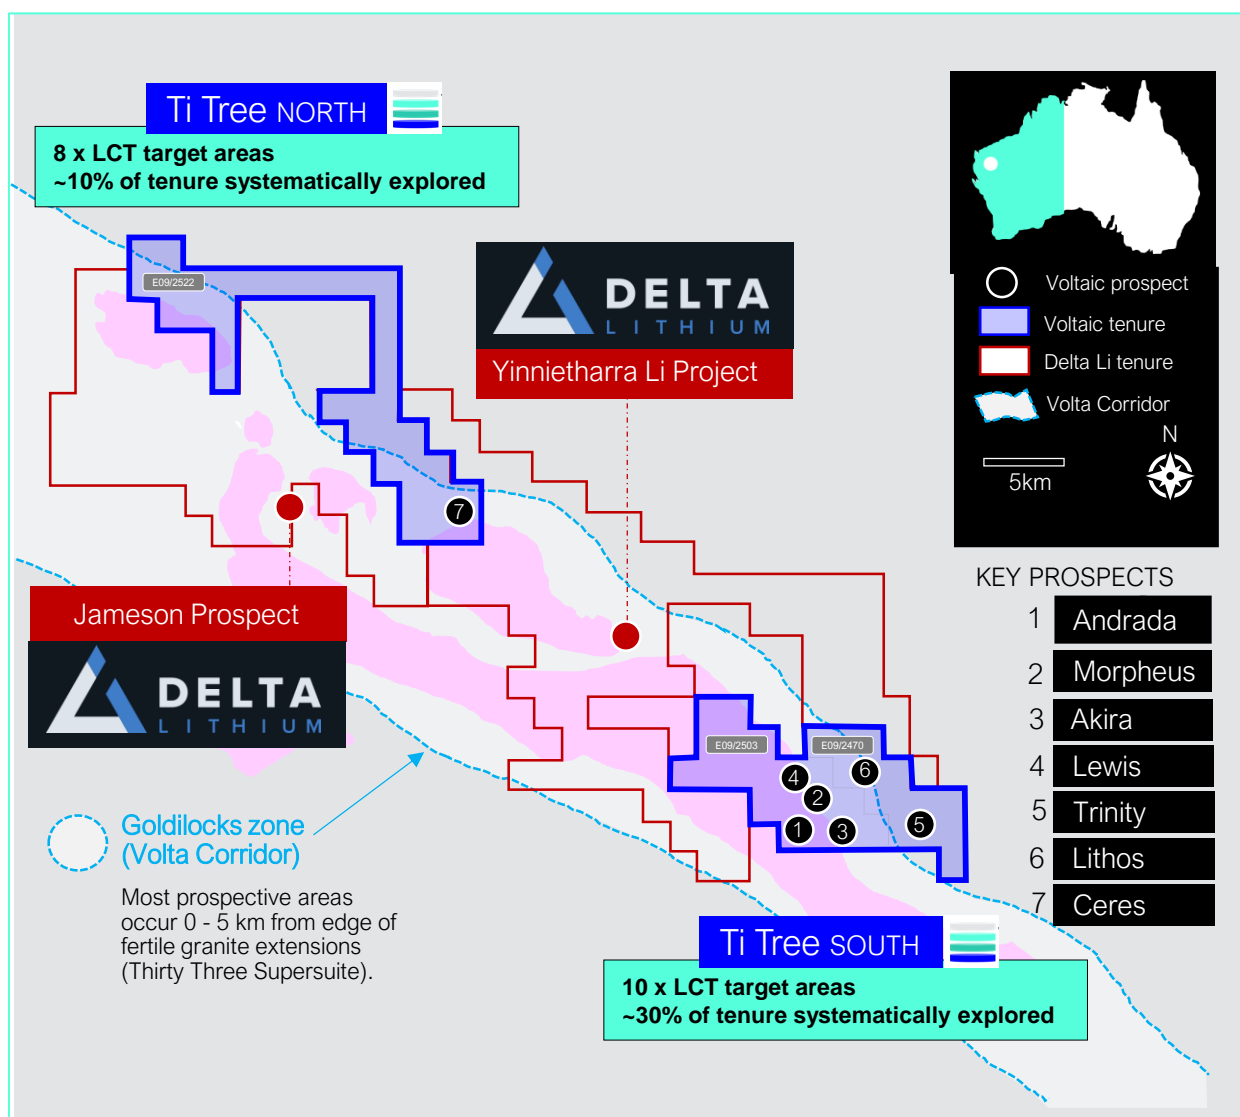 Ti Tree NORTH
8 x LCT target areas
~10% of tenure systematically explored
E09/2522
DELTA
LITHIUM
Yinnietharra Li Project
Voltaic prospect
Voltaic tenure
Delta Li tenure
Volta Corridor
N
5km
7
Jameson Prospect
DELTA
LITHIUM
KEY PROSPECTS
1 Andrada
2 Morpheus
3 Akira
4 Lewis
5 Trinity
6 Lithos
7 Ceres
E09/2503
E09/2470
4
6
2
1
3
5
Goldilocks zone
(Volta Corridor)
Most prospective areas
occur 0 - 5 km from edge of
fertile granite extensions
(Thirty Three Supersuite).
Ti Tree SOUTH
10 x LCT target areas
~30% of tenure systematically explored